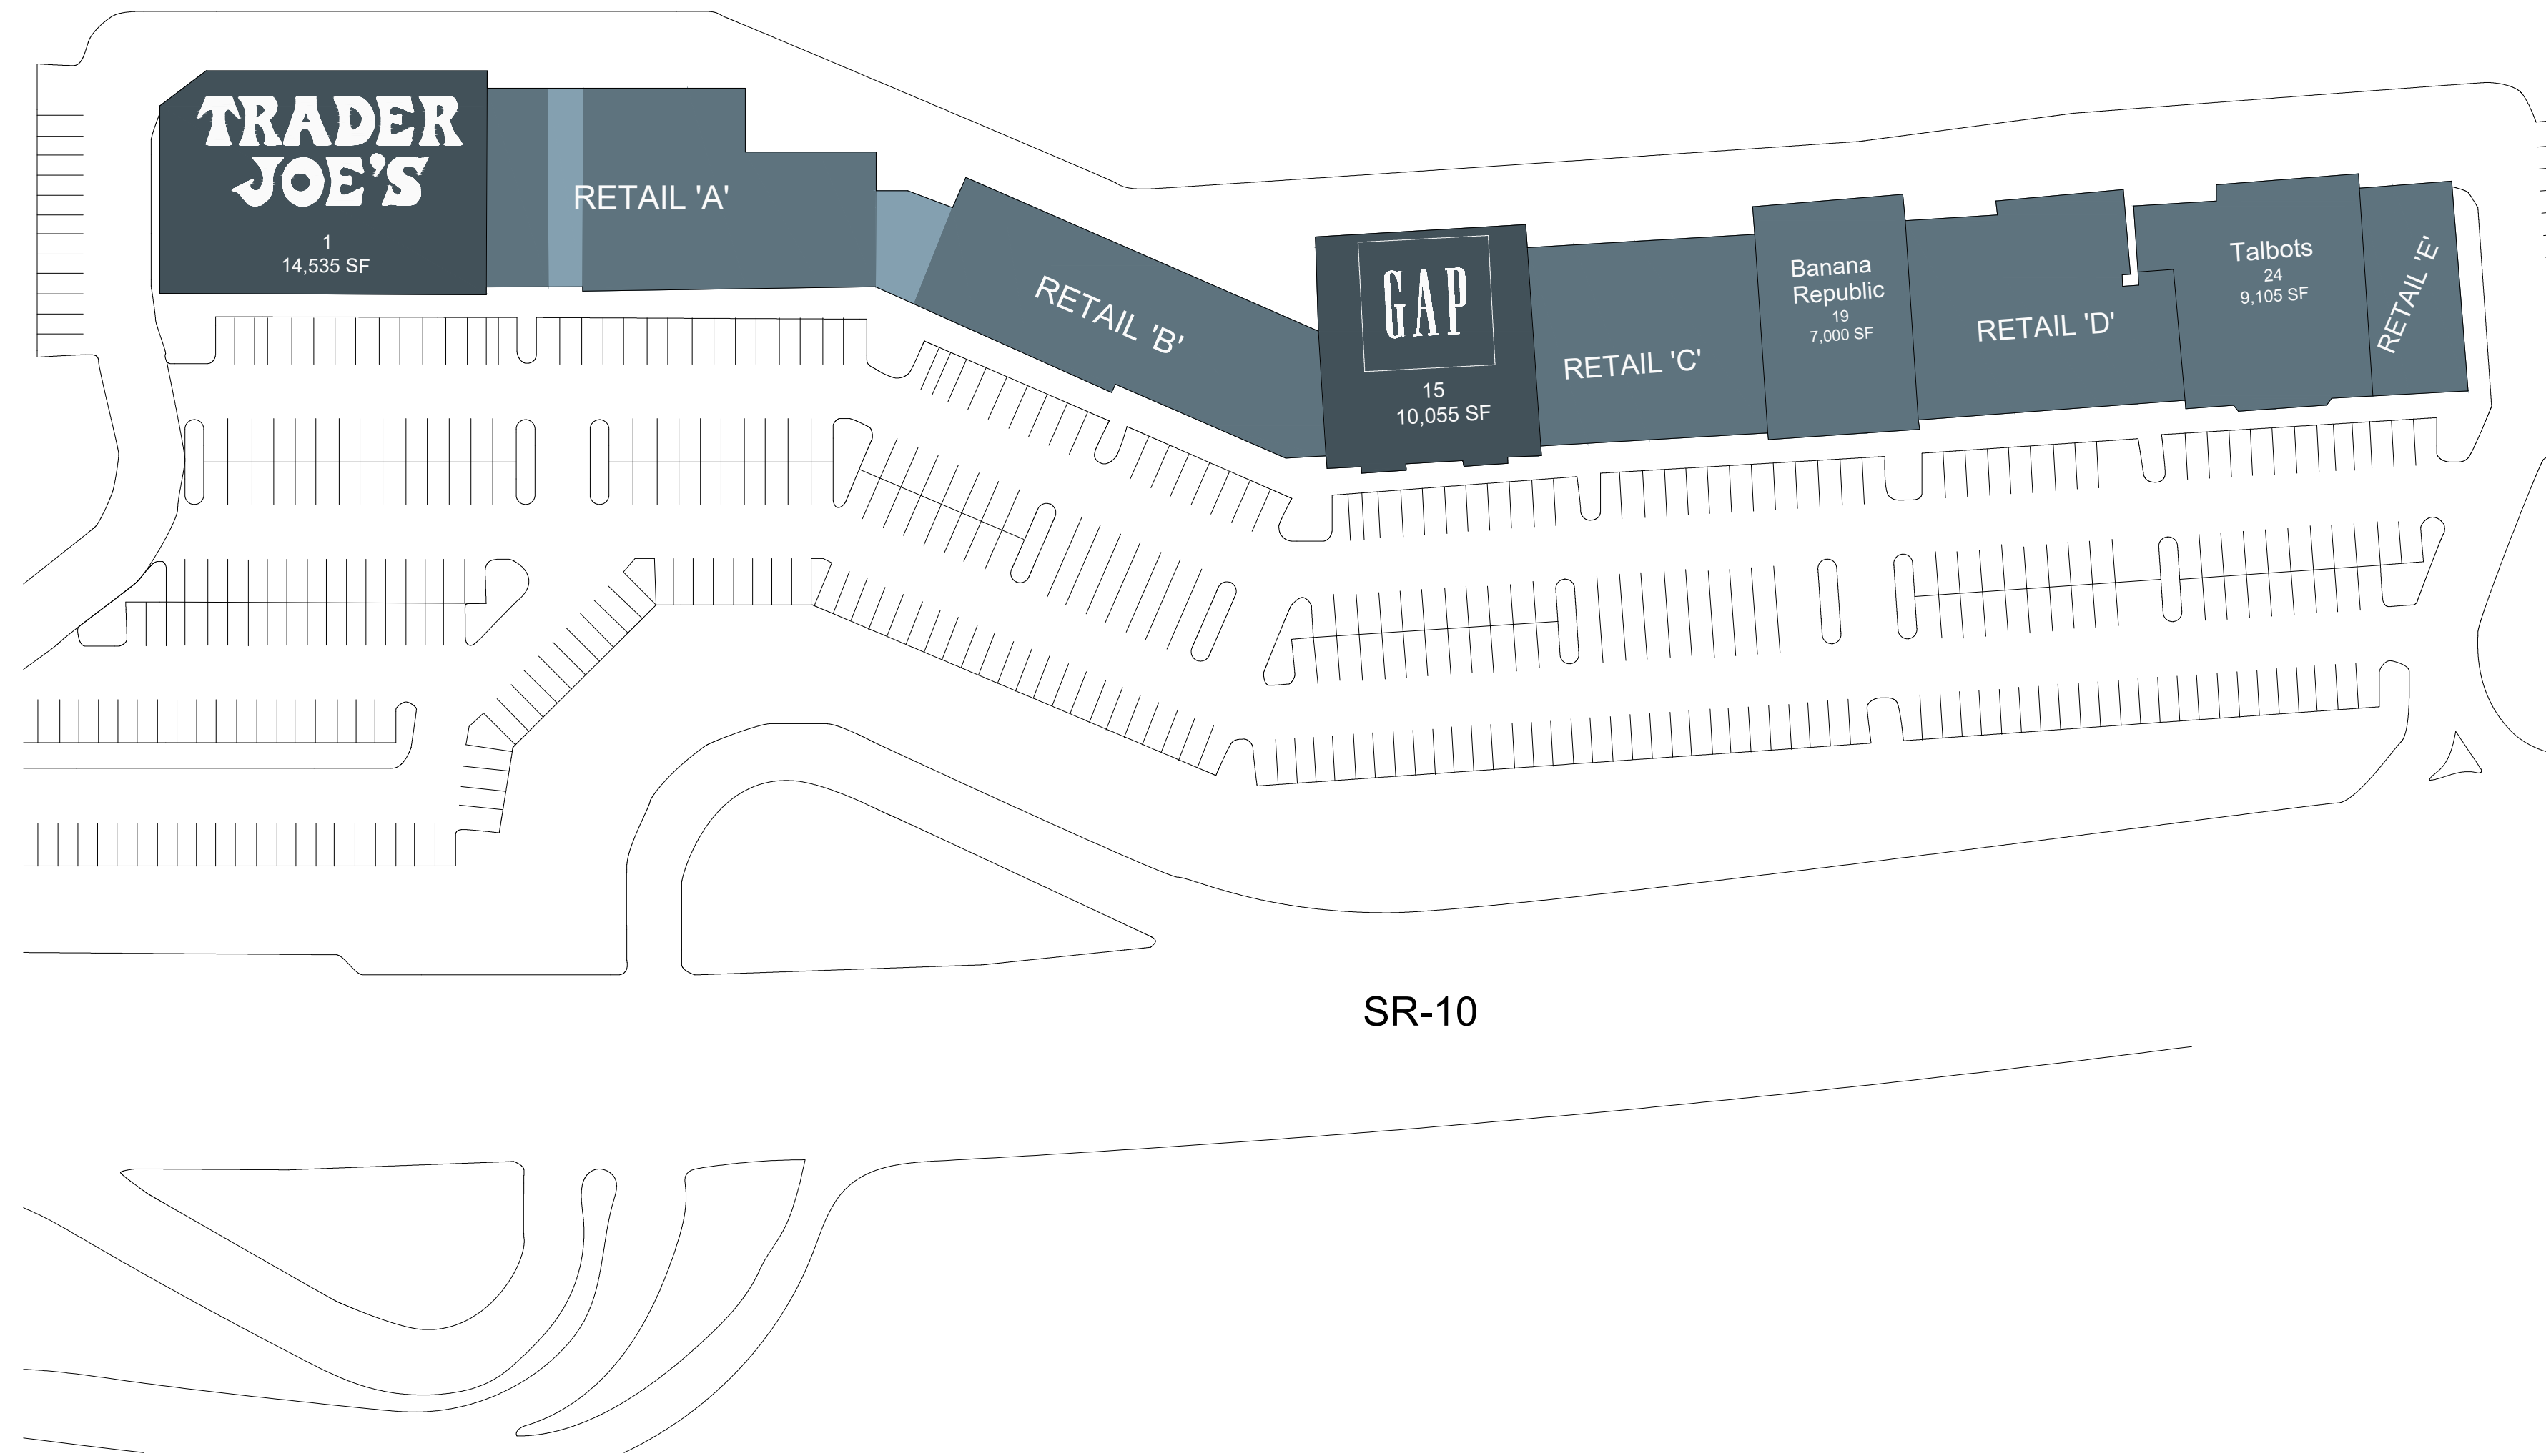 TRADER
JOE'S
1
14,535 SF
RETAIL 'A'
RETAIL 'B'
GAP
15
10,055 SF
RETAIL 'C'
Banana
Republic
19
7,000 SF
RETAIL 'D'
Talbots
24
9,105 SF
RETAIL 'E'
SR-10